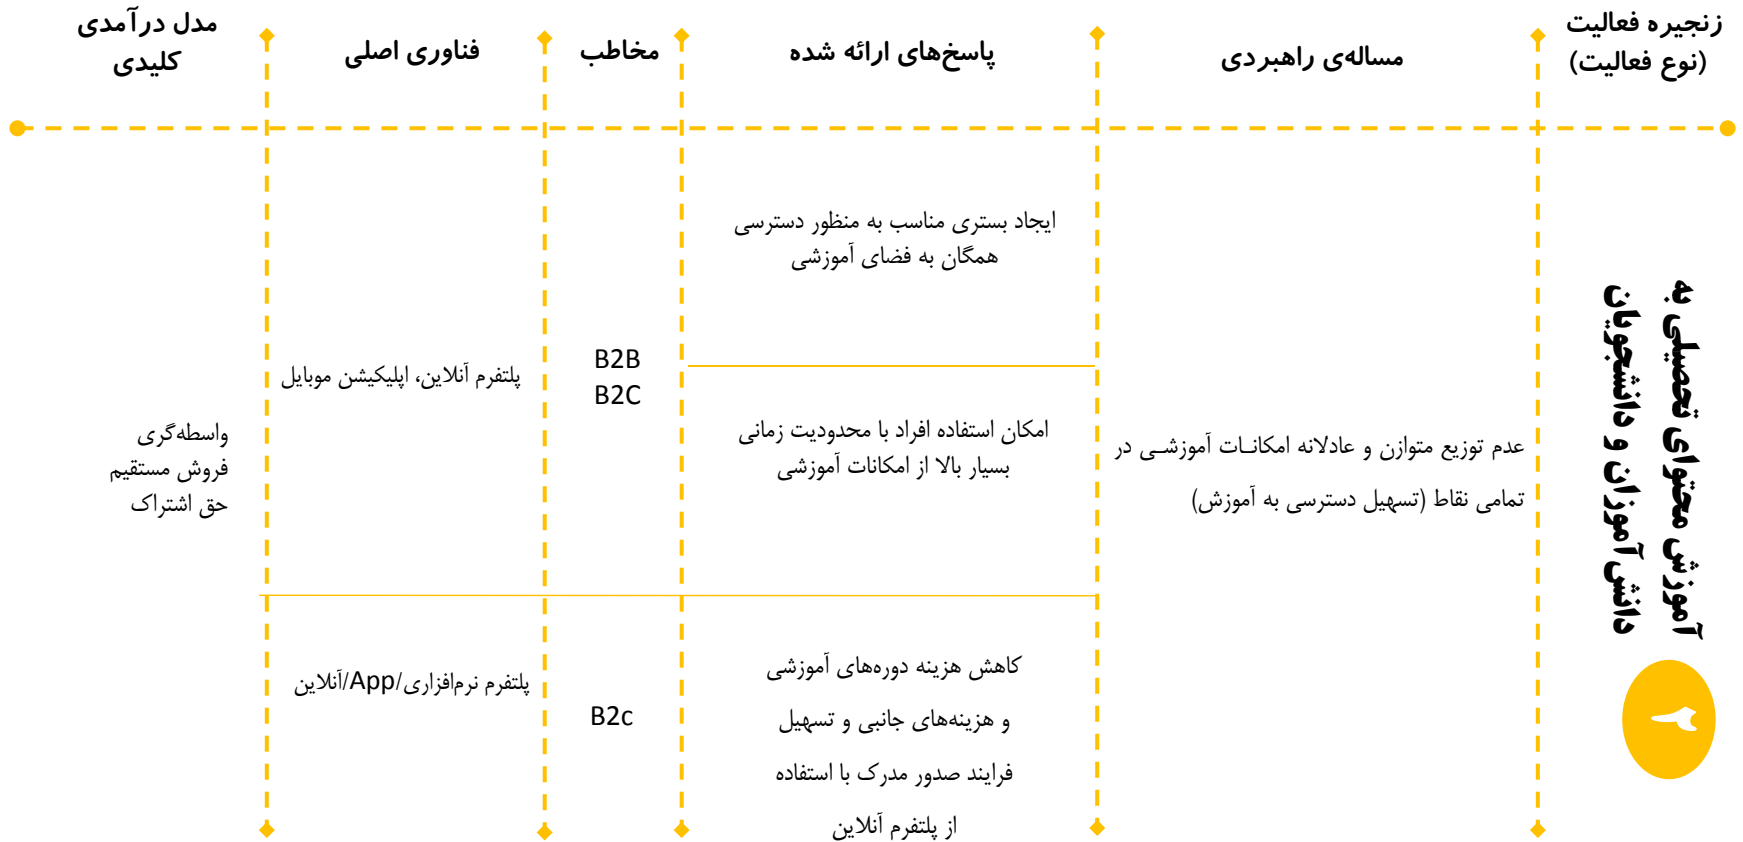 زنجیره فعالیت
(نوع فعالیت)
مساله‌ی راهبردی
پاسخ‌های ارائه شده
مخاطب
فناوری اصلی
مدل درآمدی
کلیدی
آموزش محتوای تحصیلی به
دانش‌آموزان و دانشجویان
۲
عدم توزیع متوازن و عادلانه امکانـات آموزشـی در
تمامی نقاط (تسهیل دسترسی به آموزش)
ایجاد بستری مناسب به منظور دسترسی
همگان به فضای آموزشی
امکان استفاده افراد با محدودیت زمانی
بسیار بالا از امکانات آموزشی
B2B
B2C
پلتفرم آنلاین، اپلیکیشن موبایل
کاهش هزینه دوره‌های آموزشی
و هزینه‌های جانبی و تسهیل
فرایند صدور مدرک با استفاده
از پلتفرم آنلاین
B2c
پلتفرم نرم‌افزاری/App/آنلاین
واسطه‌گری
فروش مستقیم
حق اشتراک